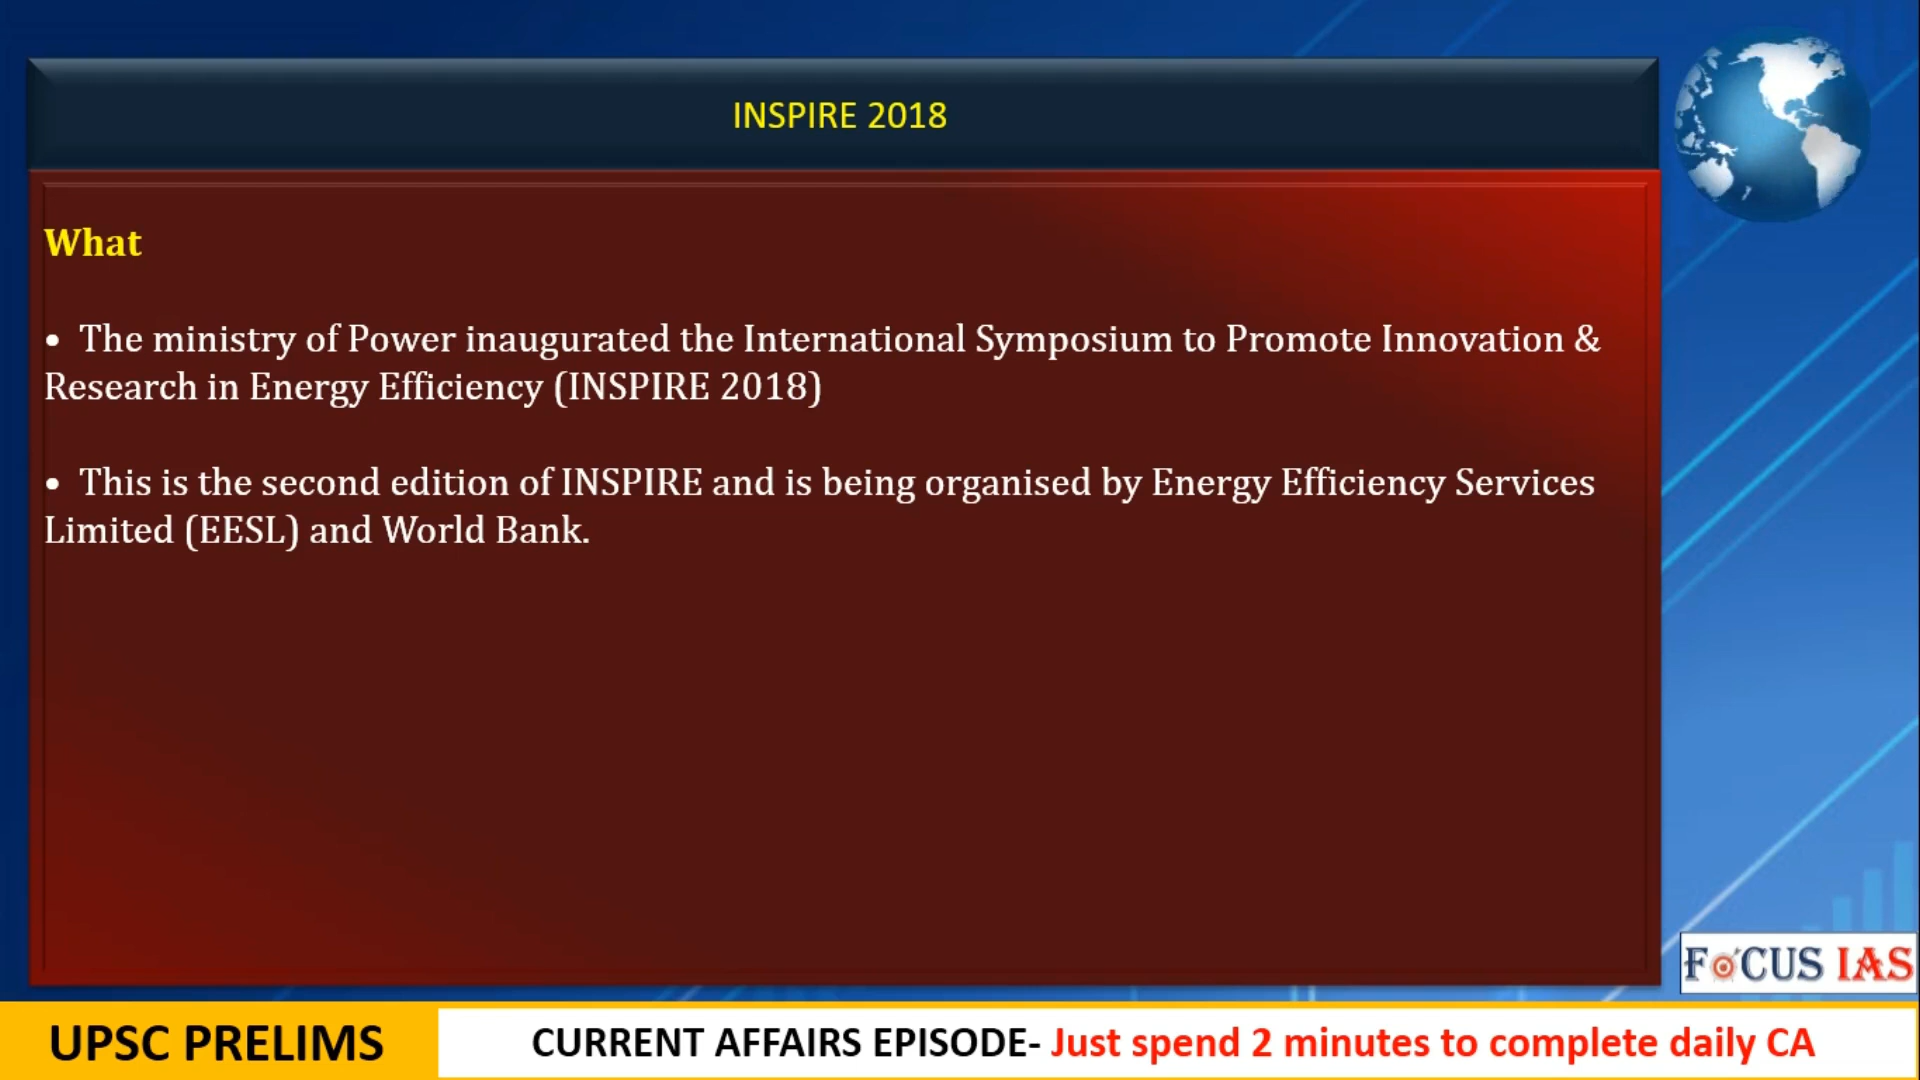 INSPIRE 2018
What
• The ministry of Power inaugurated the International Symposium to Promote Innovation &
Research in Energy Efficiency (INSPIRE 2018)
• This is the second edition of INSPIRE and is being organised by Energy Efficiency Services
Limited (EESL) and World Bank.
FOCUS IAS
UPSC PRELIMS
CURRENT AFFAIRS EPISODE- Just spend 2 minutes to complete daily CA